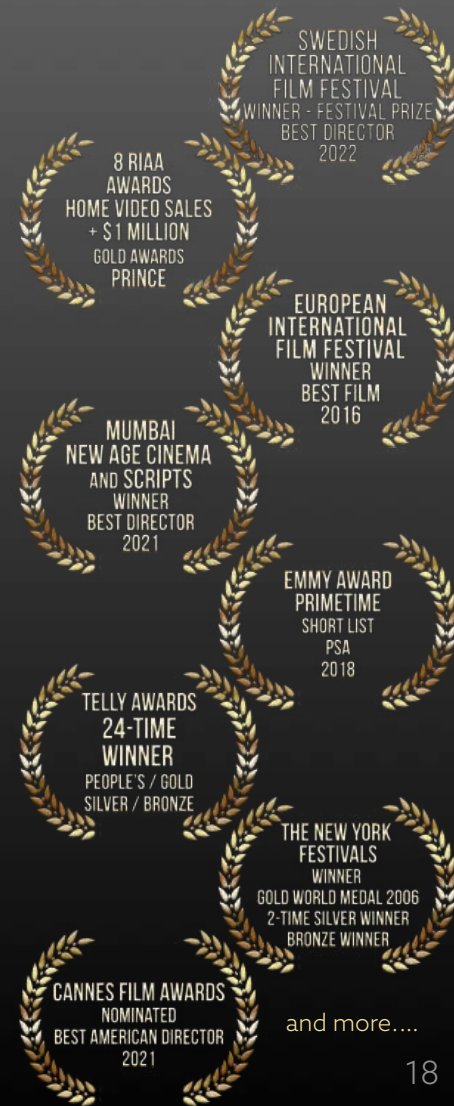 SWEDISH
INTERNATIONAL
FILM FESTIVAL
WINNER - FESTIVAL PRIZE
BEST DIRECTOR
2022
8 RIAA
AWARDS
HOME VIDEO SALES
+ $1 MILLION
GOLD AWARDS
PRINCE
EUROPEAN
INTERNATIONAL
FILM FESTIVAL
WINNER
BEST FILM
2016
MUMBAI
NEW AGE CINEMA
AND SCRIPTS
WINNER
BEST DIRECTOR
2021
EMMY AWARD
PRIMETIME
SHORT LIST
PSA
2018
TELLY AWARDS
24-TIME
WINNER
PEOPLE'S / GOLD
SILVER / BRONZE
THE NEW YORK
FESTIVALS
WINNER
GOLD WORLD MEDAL 2006
2-TIME SILVER WINNER
BRONZE WINNER
CANNES FILM AWARDS
NOMINATED
BEST AMERICAN DIRECTOR
2021
and more....
18